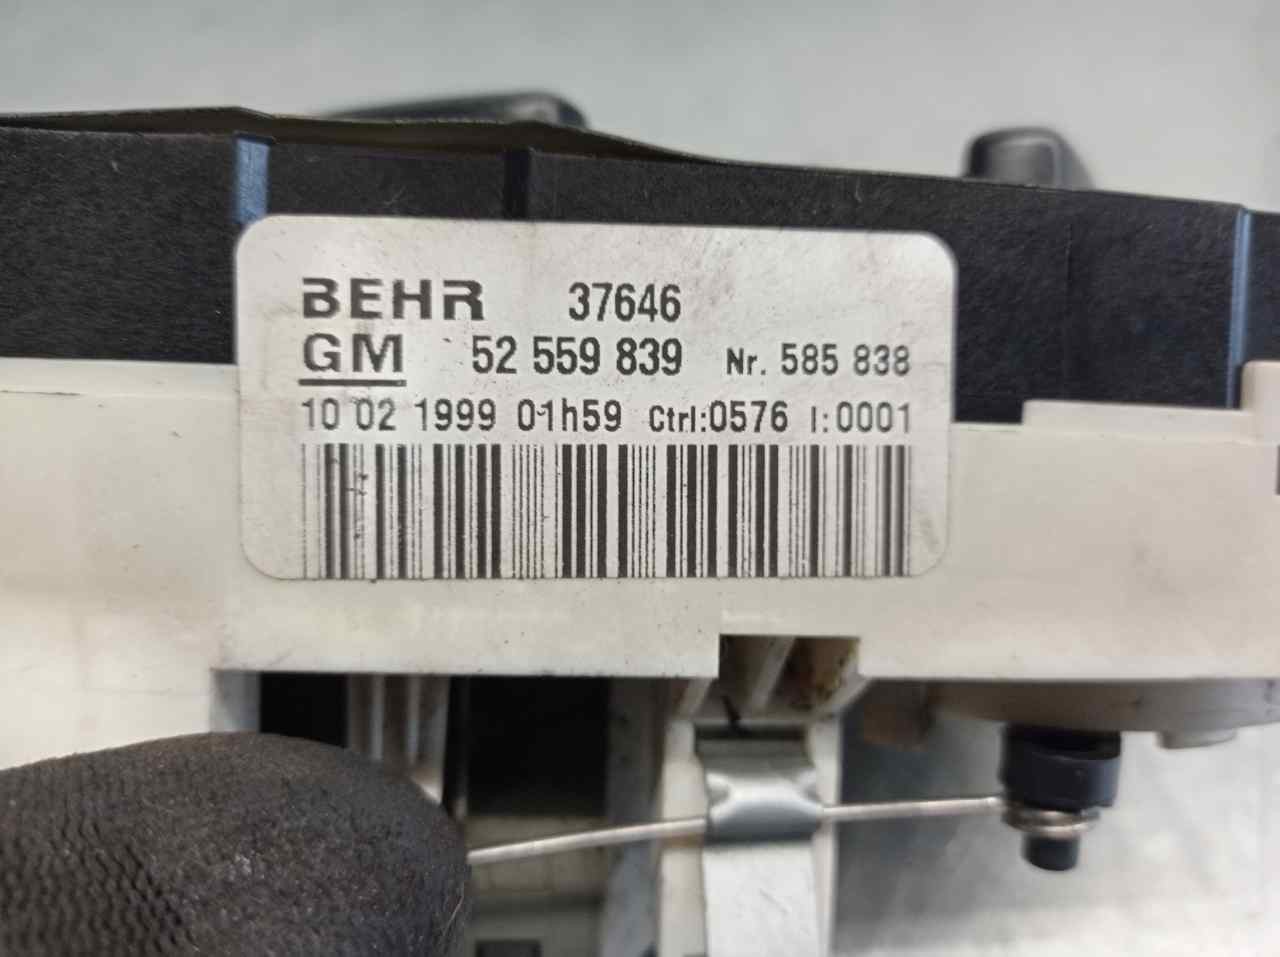 BEHR 37646
GM 52 559 839 Nr. 585 838
10 02 1999 01h59 Ctrl:0576 I:0001